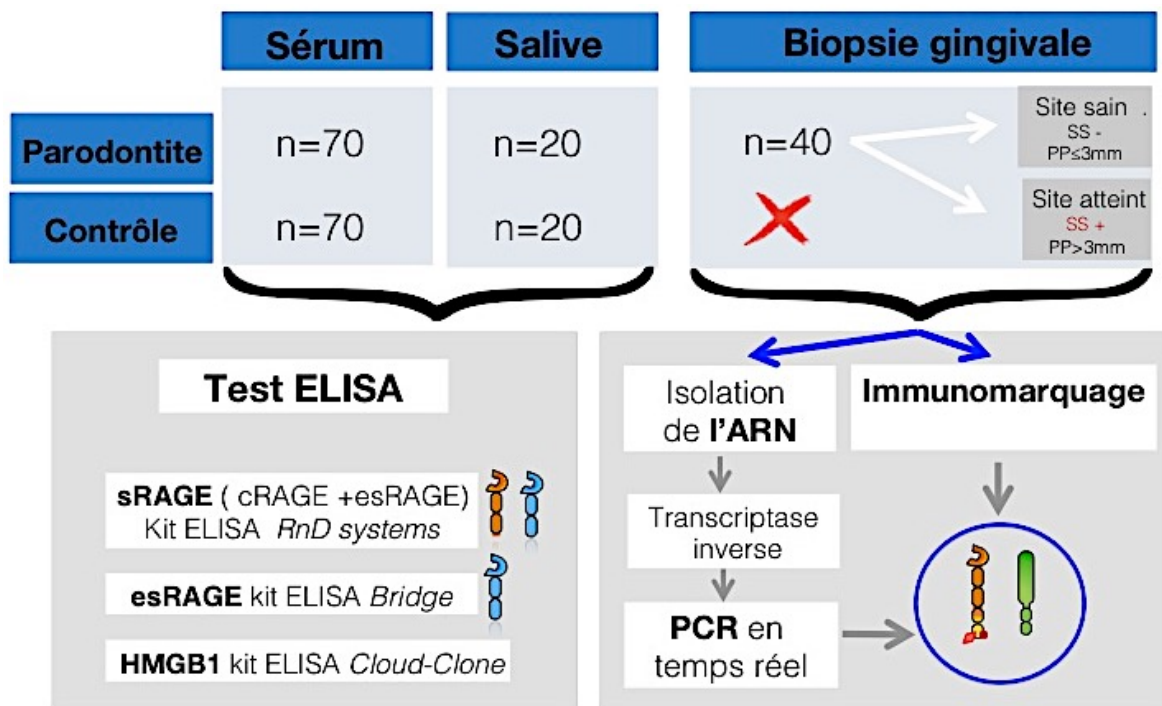 Sérum
Salive
Biopsie gingivale
Parodontite
n=70
n=20
n=40
Site sain .
SS -
PP≤3mm
Contrôle
n=70
n=20
Site atteint
SS +
PP>3mm
Test ELISA
sRAGE ( cRAGE +esRAGE)
Kit ELISA RnD systems
esRAGE kit ELISA Bridge
HMGB1 kit ELISA Cloud-Clone
Isolation
de l'ARN
Transcriptase
inverse
PCR en
temps réel
Immunomarquage